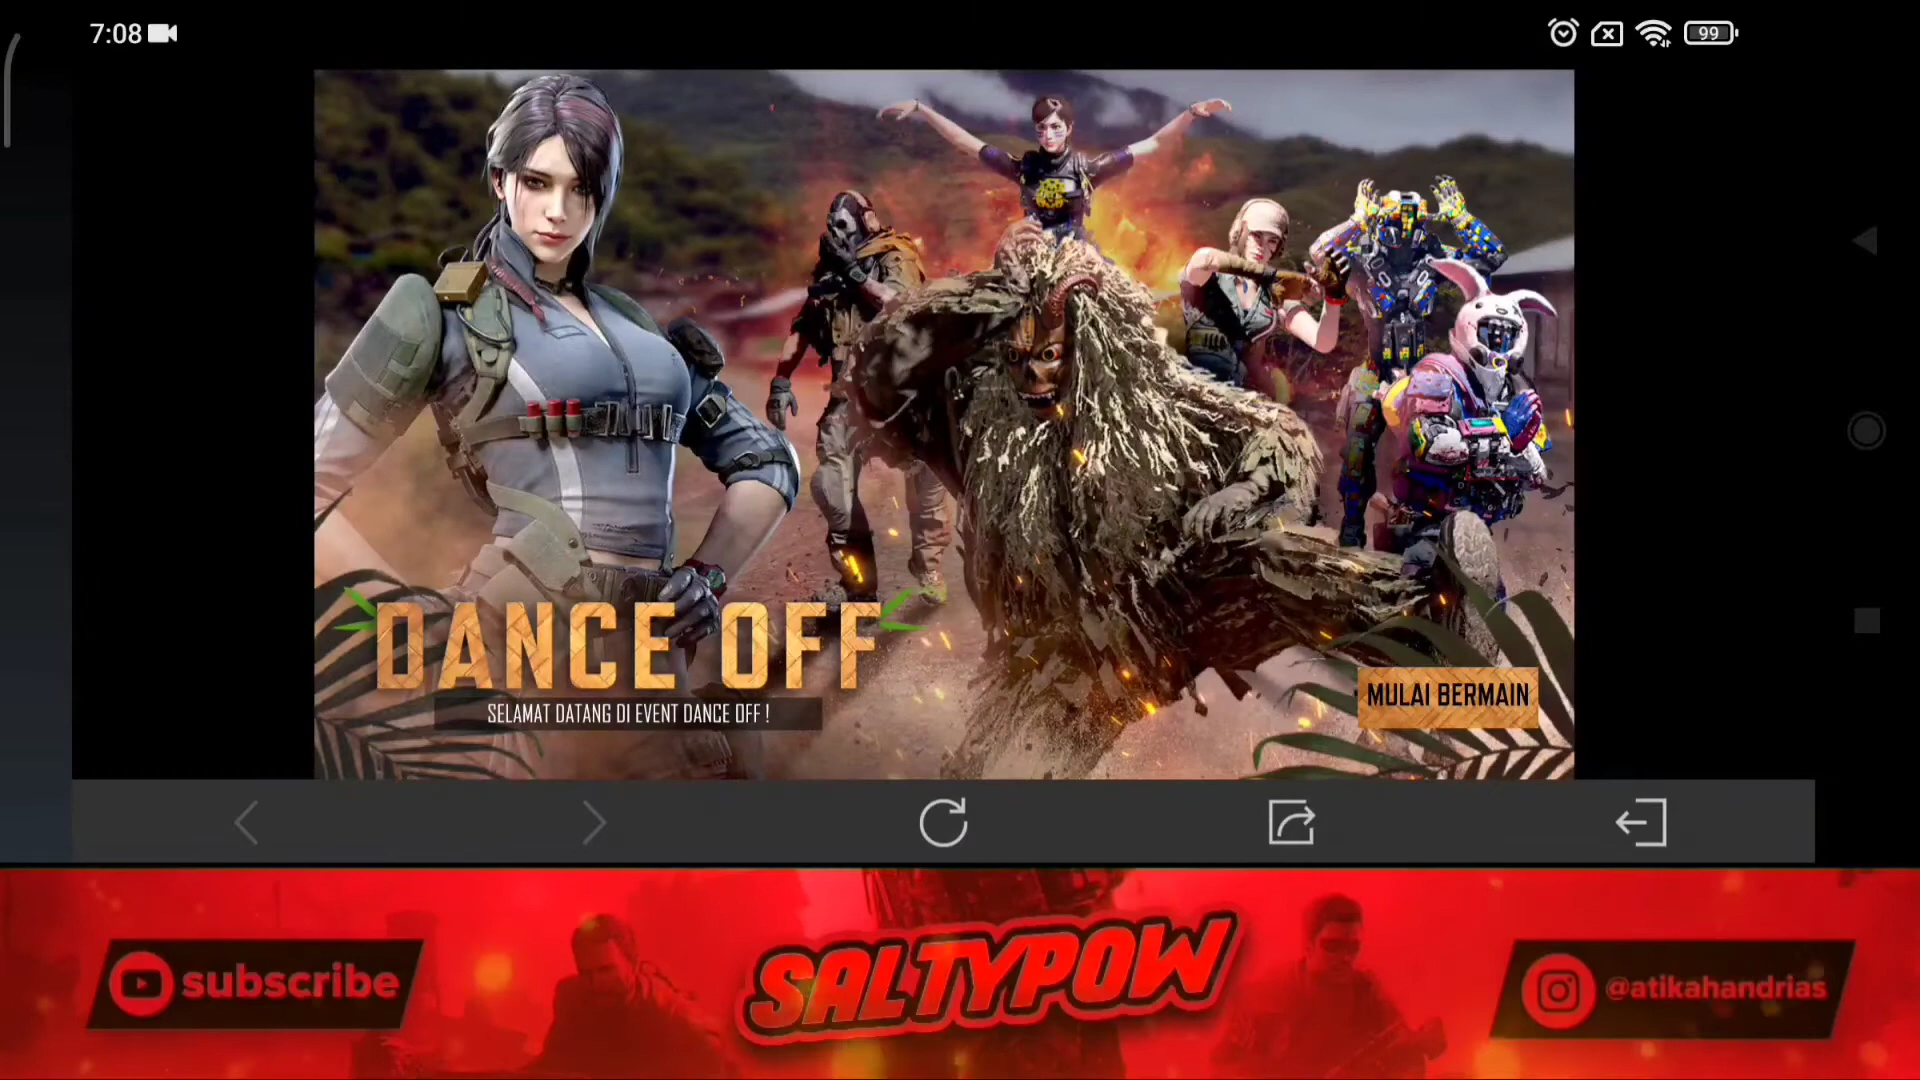 7:08
99
DANCE OFF
SELAMAT DATANG DI EVENT DANCE OFF !
MULAI BERMAIN
subscribe
SALTYPOW
@atikahandrias